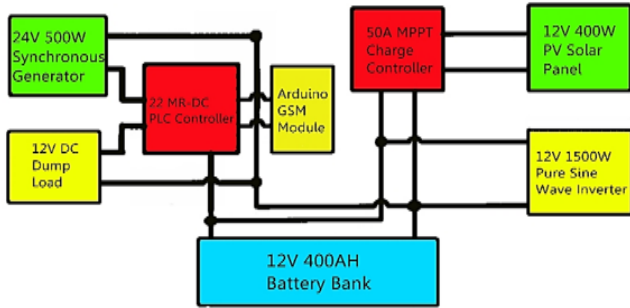 24V 500W
Synchronous
Generator
50A MPPT
Charge
Controller
12V 400W
PV Solar
Panel
22 MR-DC
PLC Controller
Arduino
GSM
Module
12V DC
Dump
Load
12V 1500W
Pure Sine
Wave Inverter
12V 400AH
Battery Bank